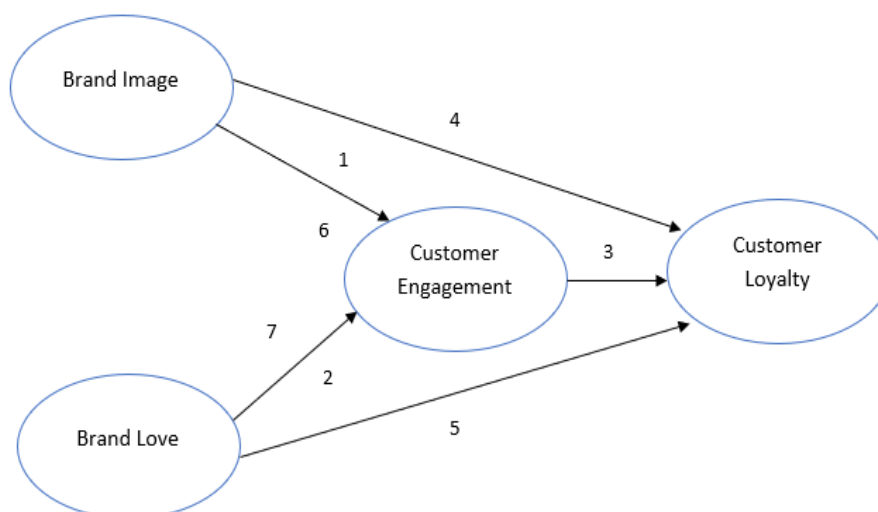 Brand Image
4
1
6
Customer
Engagement
3
Customer
Loyalty
7
2
5
Brand Love